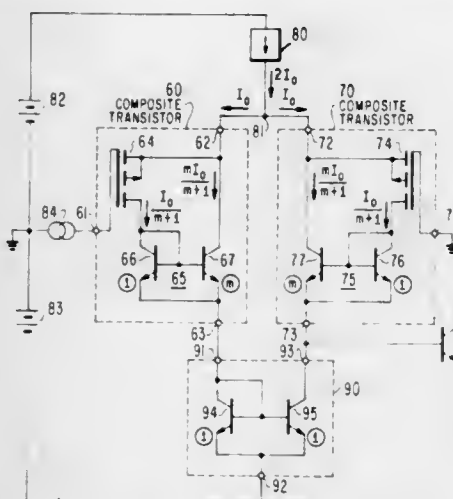 80
2I₀
I₀ I₀
60
COMPOSITE
TRANSISTOR
81
70
COMPOSITE
TRANSISTOR
82
64
62
72
74
mI₀/m+1
mI₀/m+1
84
61
I₀/m+1
I₀/m+1
66
67
77
76
1
65
m
m
75
1
83
63
73
91
93
90
94
95
1
1
92